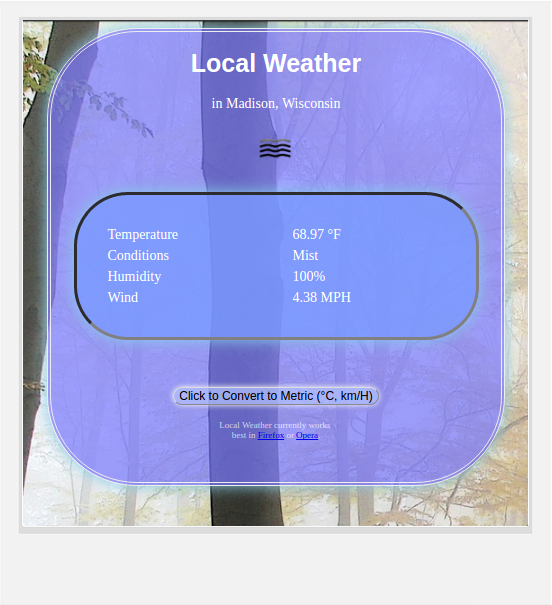 Local Weather
in Madison, Wisconsin
Temperature 68.97 °F
Conditions Mist
Humidity 100%
Wind 4.38 MPH
Click to Convert to Metric (°C, km/H)
Local Weather currently works
best in Firefox or Opera